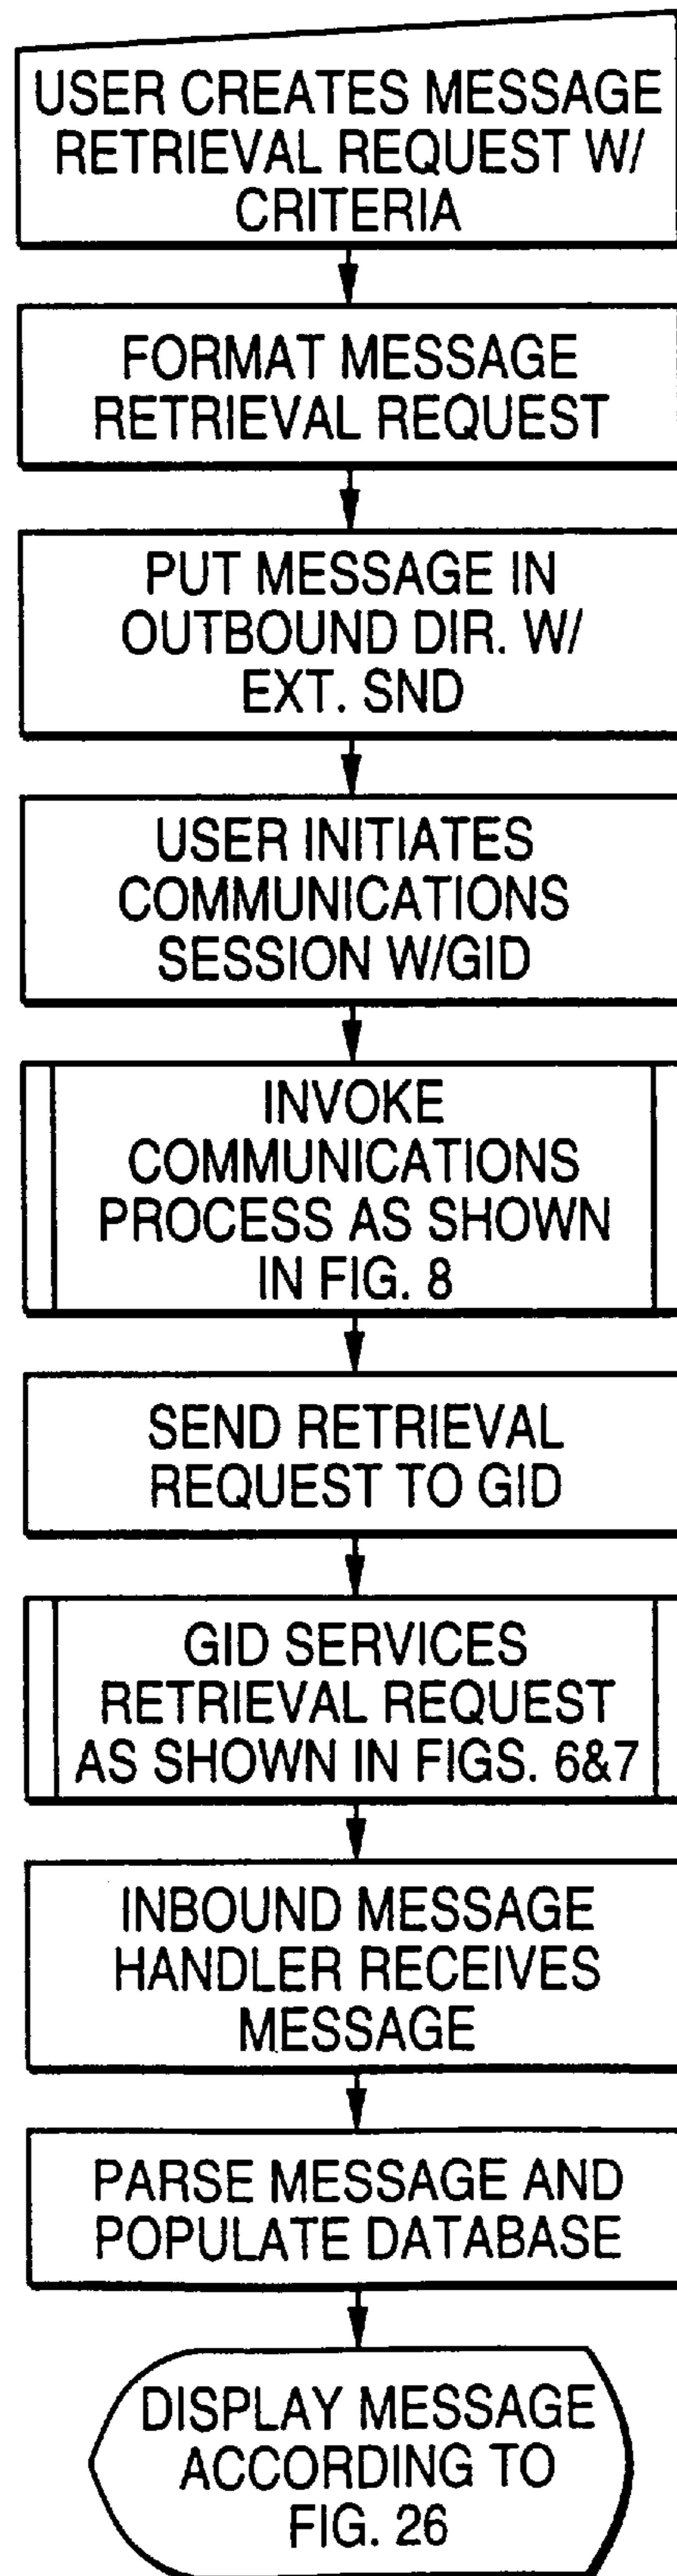 USER CREATES MESSAGE
RETRIEVAL REQUEST W/
CRITERIA
FORMAT MESSAGE
RETRIEVAL REQUEST
PUT MESSAGE IN
OUTBOUND DIR. W/
EXT. SND
USER INITIATES
COMMUNICATIONS
SESSION W/GID
INVOKE
COMMUNICATIONS
PROCESS AS SHOWN
IN FIG. 8
SEND RETRIEVAL
REQUEST TO GID
GID SERVICES
RETRIEVAL REQUEST
AS SHOWN IN FIGS. 6&7
INBOUND MESSAGE
HANDLER RECEIVES
MESSAGE
PARSE MESSAGE AND
POPULATE DATABASE
DISPLAY MESSAGE
ACCORDING TO
FIG. 26